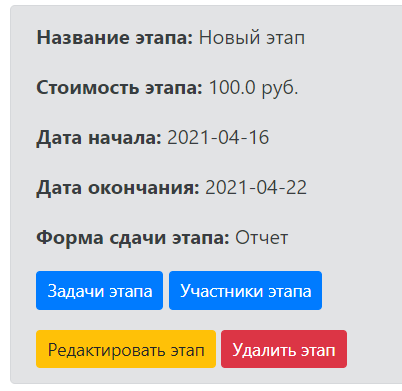 Название этапа: Новый этап
Стоимость этапа: 100.0 руб.
Дата начала: 2021-04-16
Дата окончания: 2021-04-22
Форма сдачи этапа: Отчет
Задачи этапа Участники этапа
Редактировать этап Удалить этап